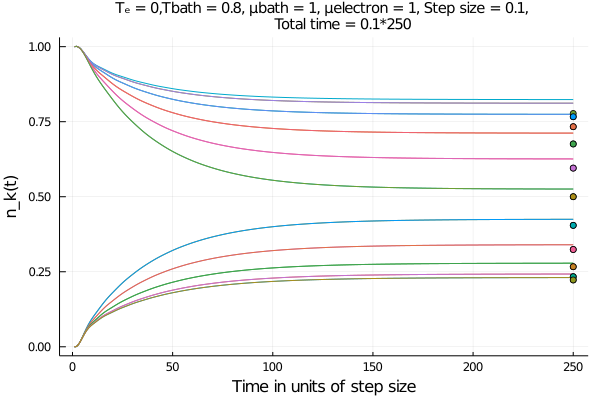 Tₑ = 0,Tbath = 0.8, μbath = 1, μelectron = 1, Step size = 0.1,
Total time = 0.1*250
n_k(t)
1.00
0.75
0.50
0.25
0.00
0 50 100 150 200 250
Time in units of step size